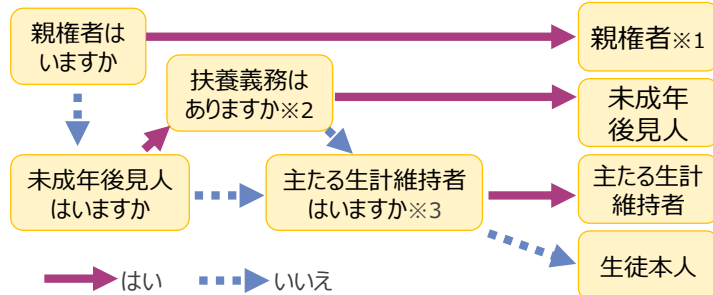 親権者は
いますか
親権者※1
扶養義務は
ありますか※2
未成年
後見人
未成年後見人
はいますか
主たる生計維持者
はいますか※3
主たる生計
維持者
生徒本人
はい
いいえ